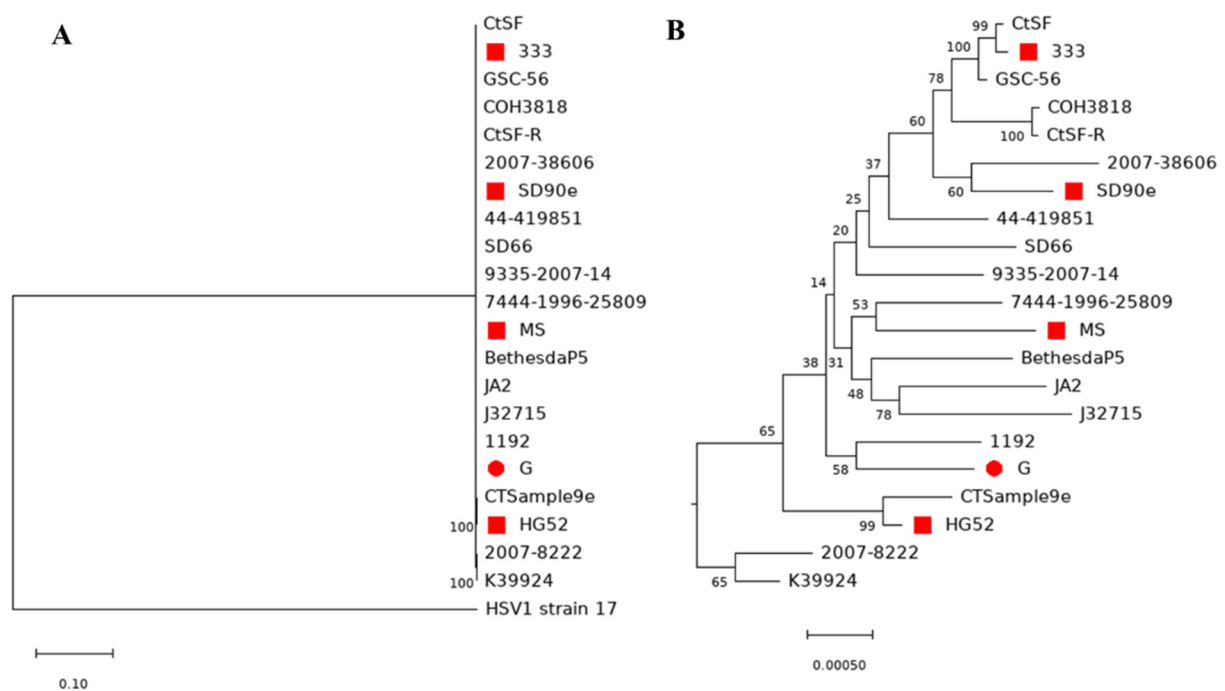 A
CtSF
333
GSC-56
COH3818
CtSF-R
2007-38606
SD90e
44-419851
SD66
9335-2007-14
7444-1996-25809
MS
BethesdaP5
JA2
J32715
1192
G
CTSample9e
100
HG52
2007-8222
100
K39924
HSV1 strain 17
0.10
B
99
CtSF
100
333
78
GSC-56
60
COH3818
100
CtSF-R
37
2007-38606
60
SD90e
25
44-419851
20
SD66
14
9335-2007-14
53
7444-1996-25809
MS
38
31
BethesdaP5
48
JA2
78
J32715
65
1192
58
G
CTSample9e
99
HG52
2007-8222
65
K39924
0.00050